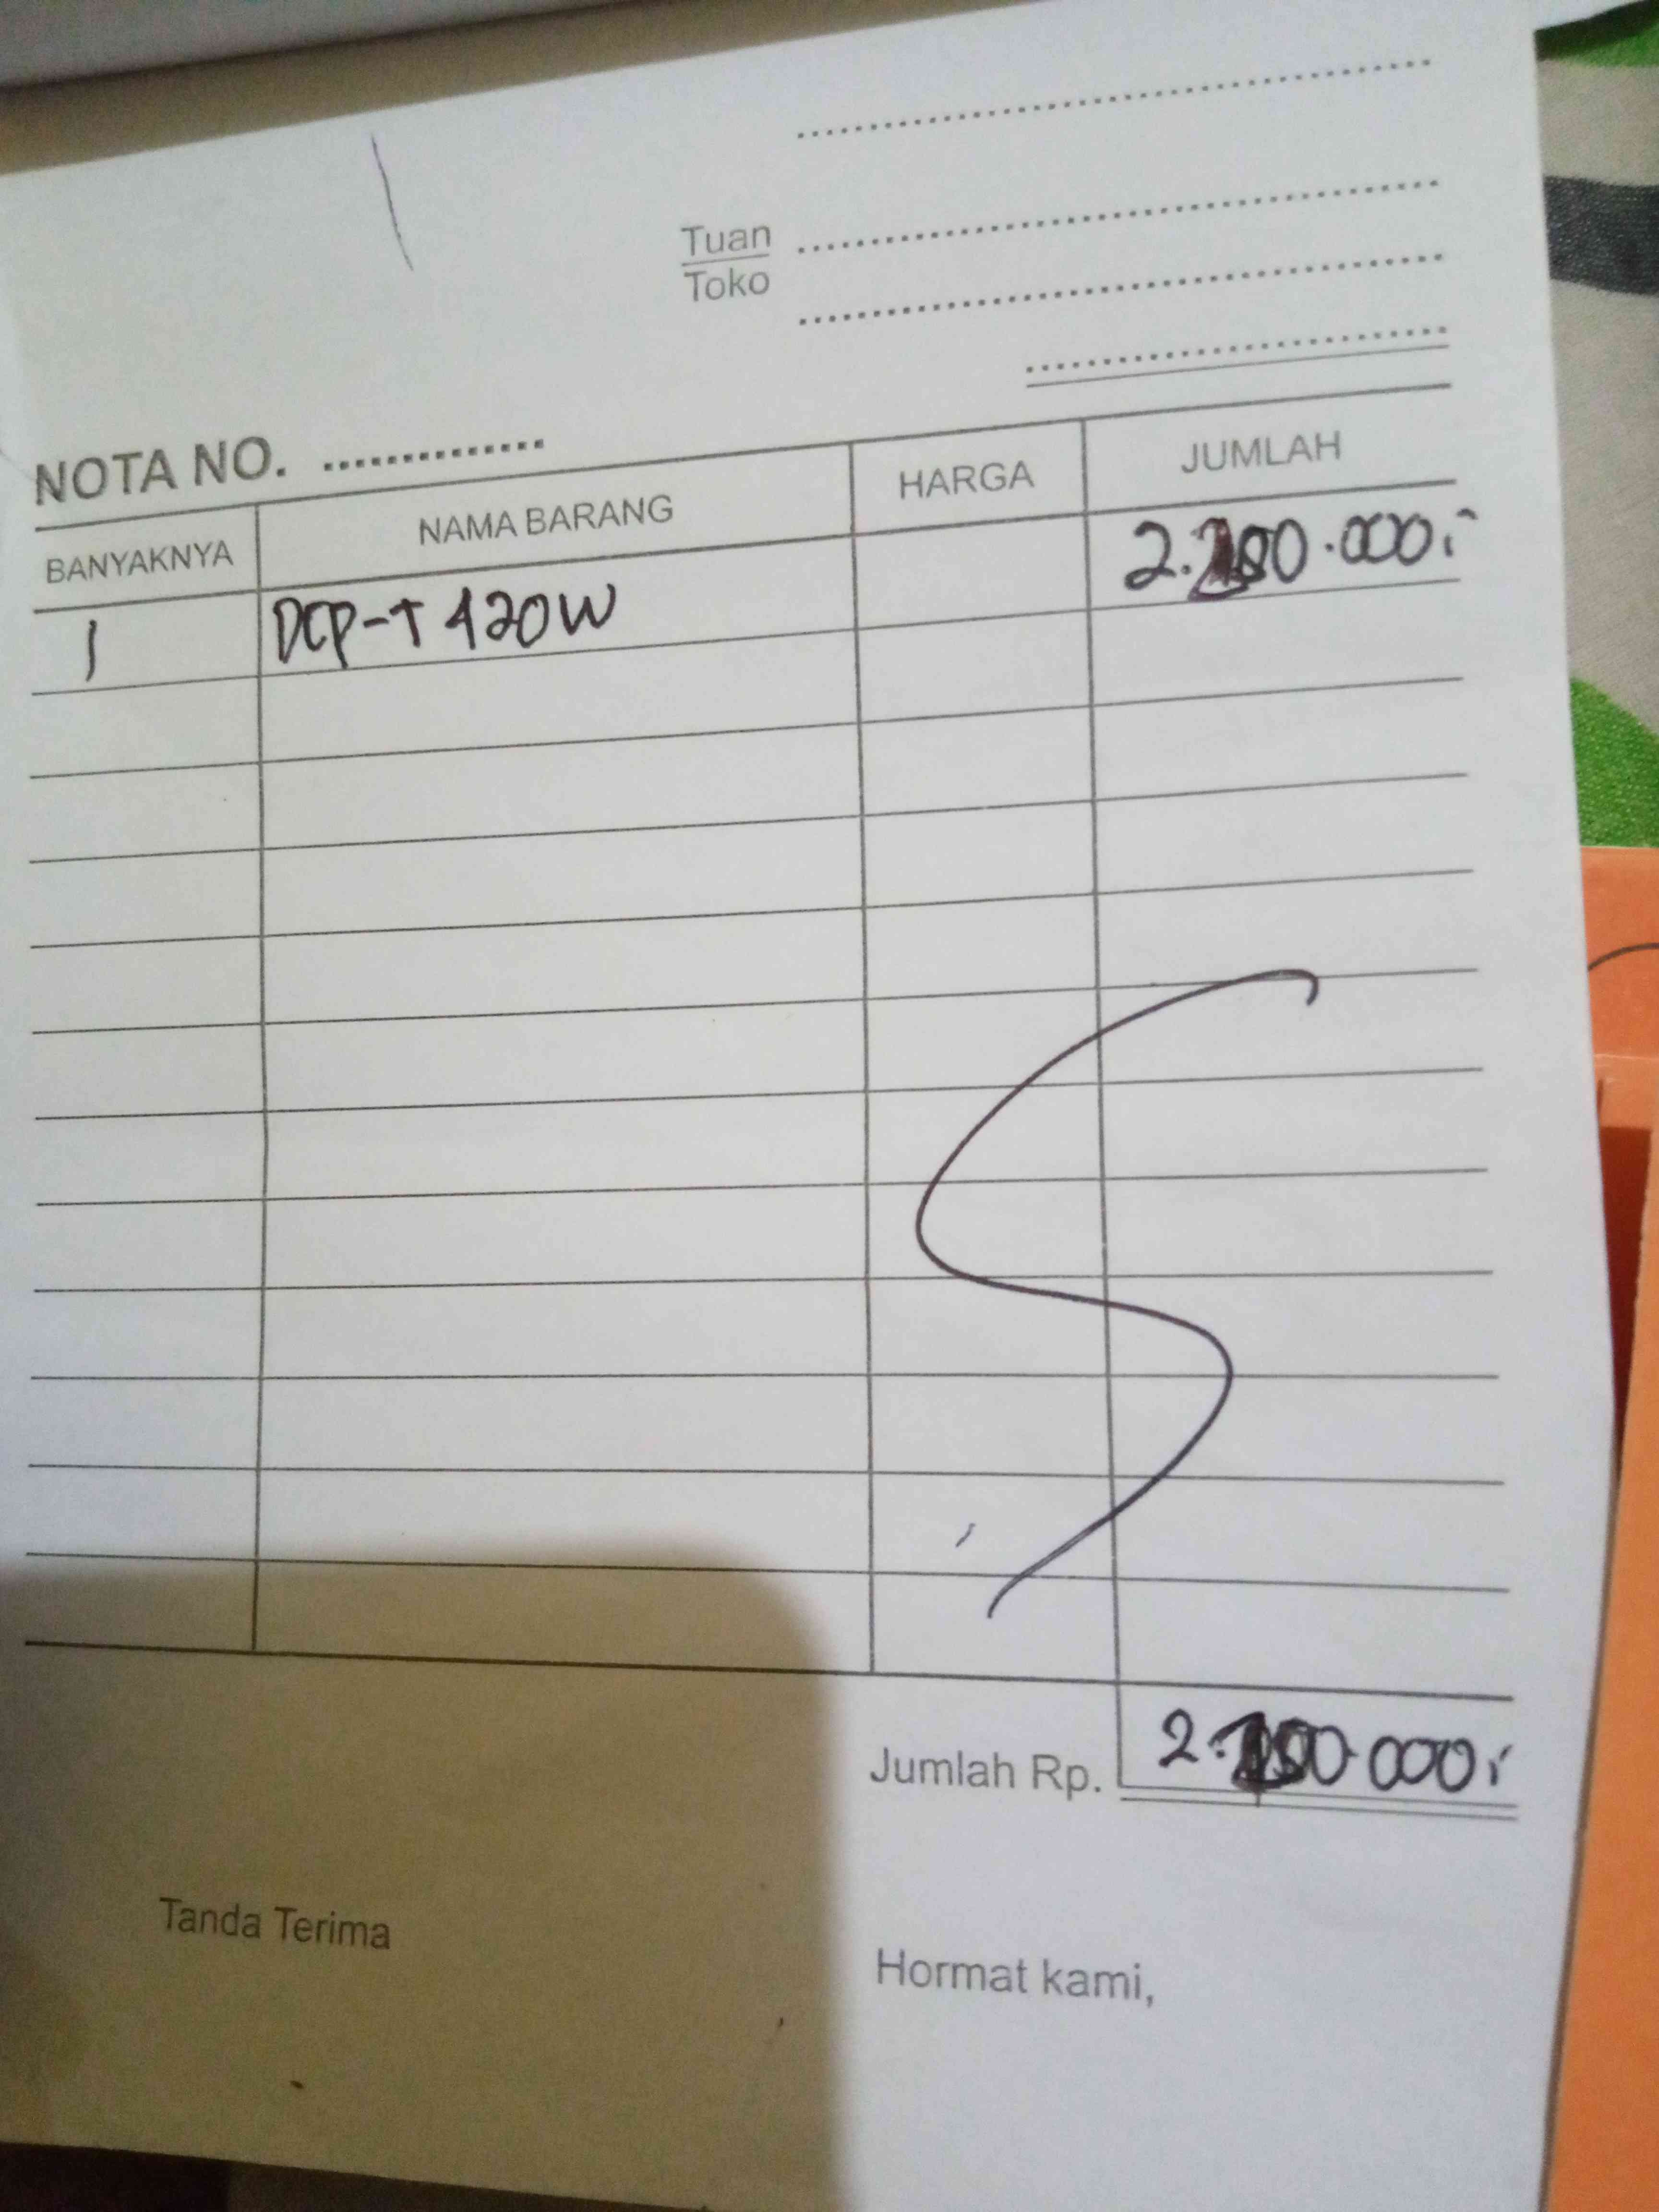 Tuan
Toko
NOTA NO. ..............
BANYAKNYA NAMA BARANG HARGA JUMLAH
1 DCP-T420W
Jumlah Rp.
Tanda Terima
Hormat kami,